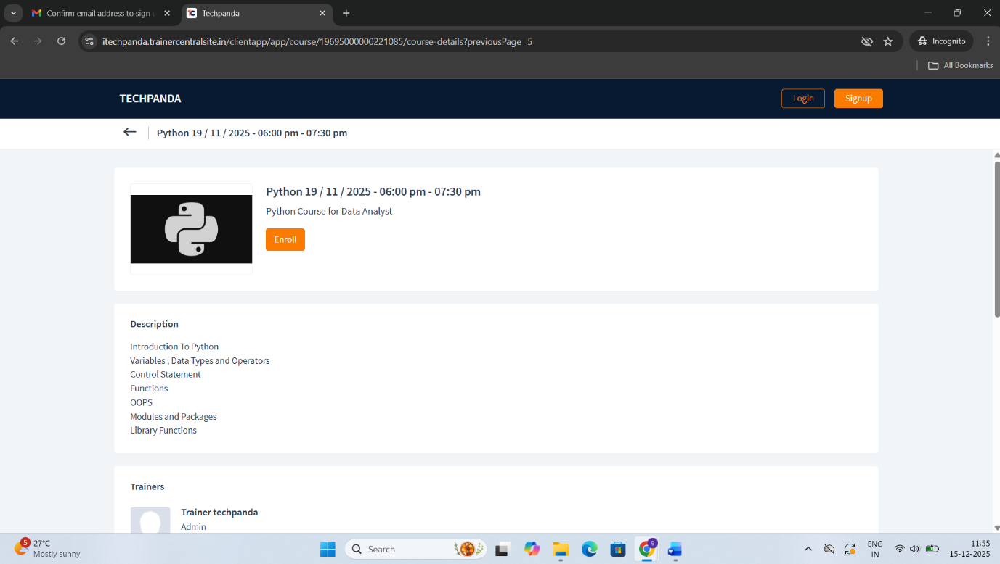 Confirm email address to sign u
Techpanda
itechpanda.trainercentralsite.in/clientapp/app/course/19695000000221085/course-details?previousPage=5
Incognito
All Bookmarks
TECHPANDA
Login
Signup
Python 19 / 11 / 2025 - 06:00 pm - 07:30 pm
Python 19 / 11 / 2025 - 06:00 pm - 07:30 pm
Python Course for Data Analyst
Enroll
Description
Introduction To Python
Variables , Data Types and Operators
Control Statement
Functions
OOPS
Modules and Packages
Library Functions
Trainers
Trainer techpanda
Admin
5
27°C
Mostly sunny
Search
ENG
IN
11:55
15-12-2025